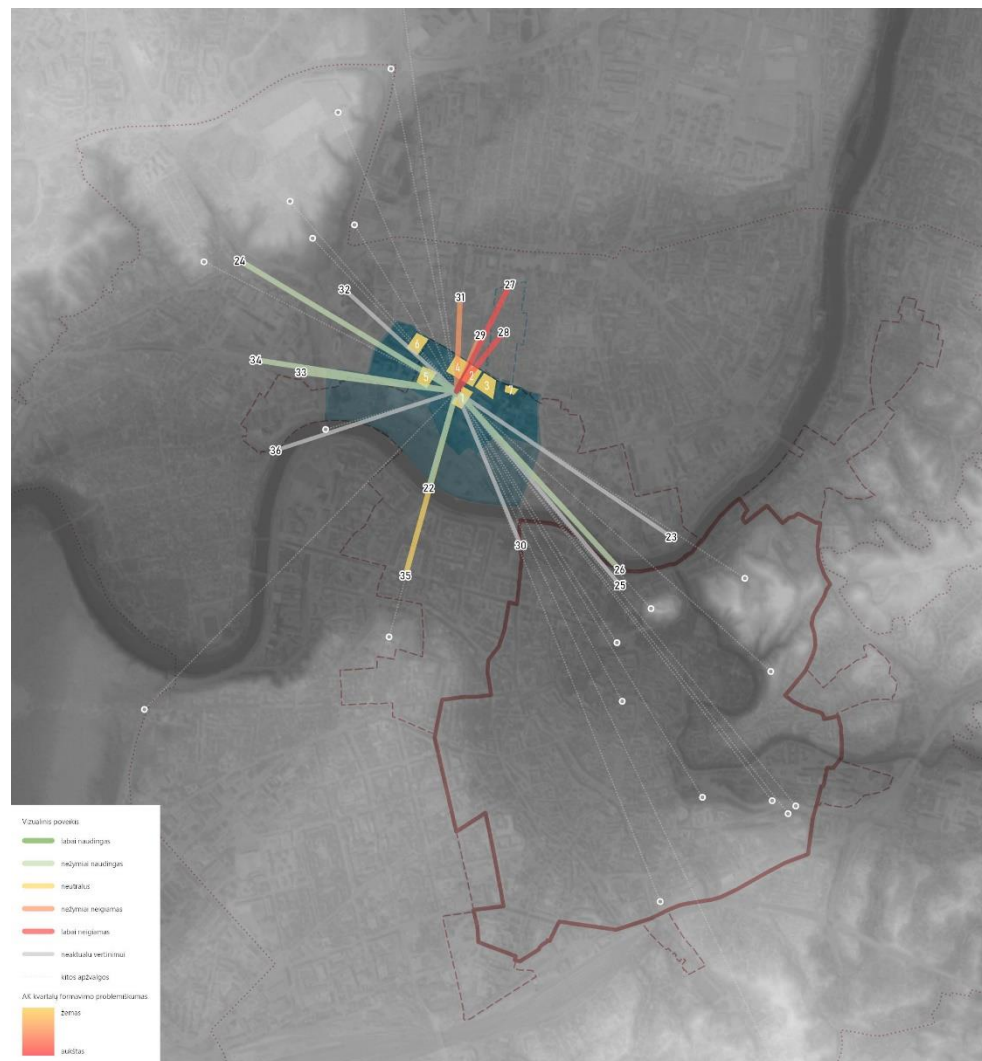 24
32
31
27
28
29
6
4
2
3
7
5
1
34
33
36
22
30
23
35
26
25
Vizualinis poveikis
labai naudingas
nežymiai naudingas
neutralus
nežymiai neigiamas
labai neigiamas
neaktualu vertinimui
kitos apžvalgos
AK kvartalų formavimo problemiškumas
žemas
aukštas